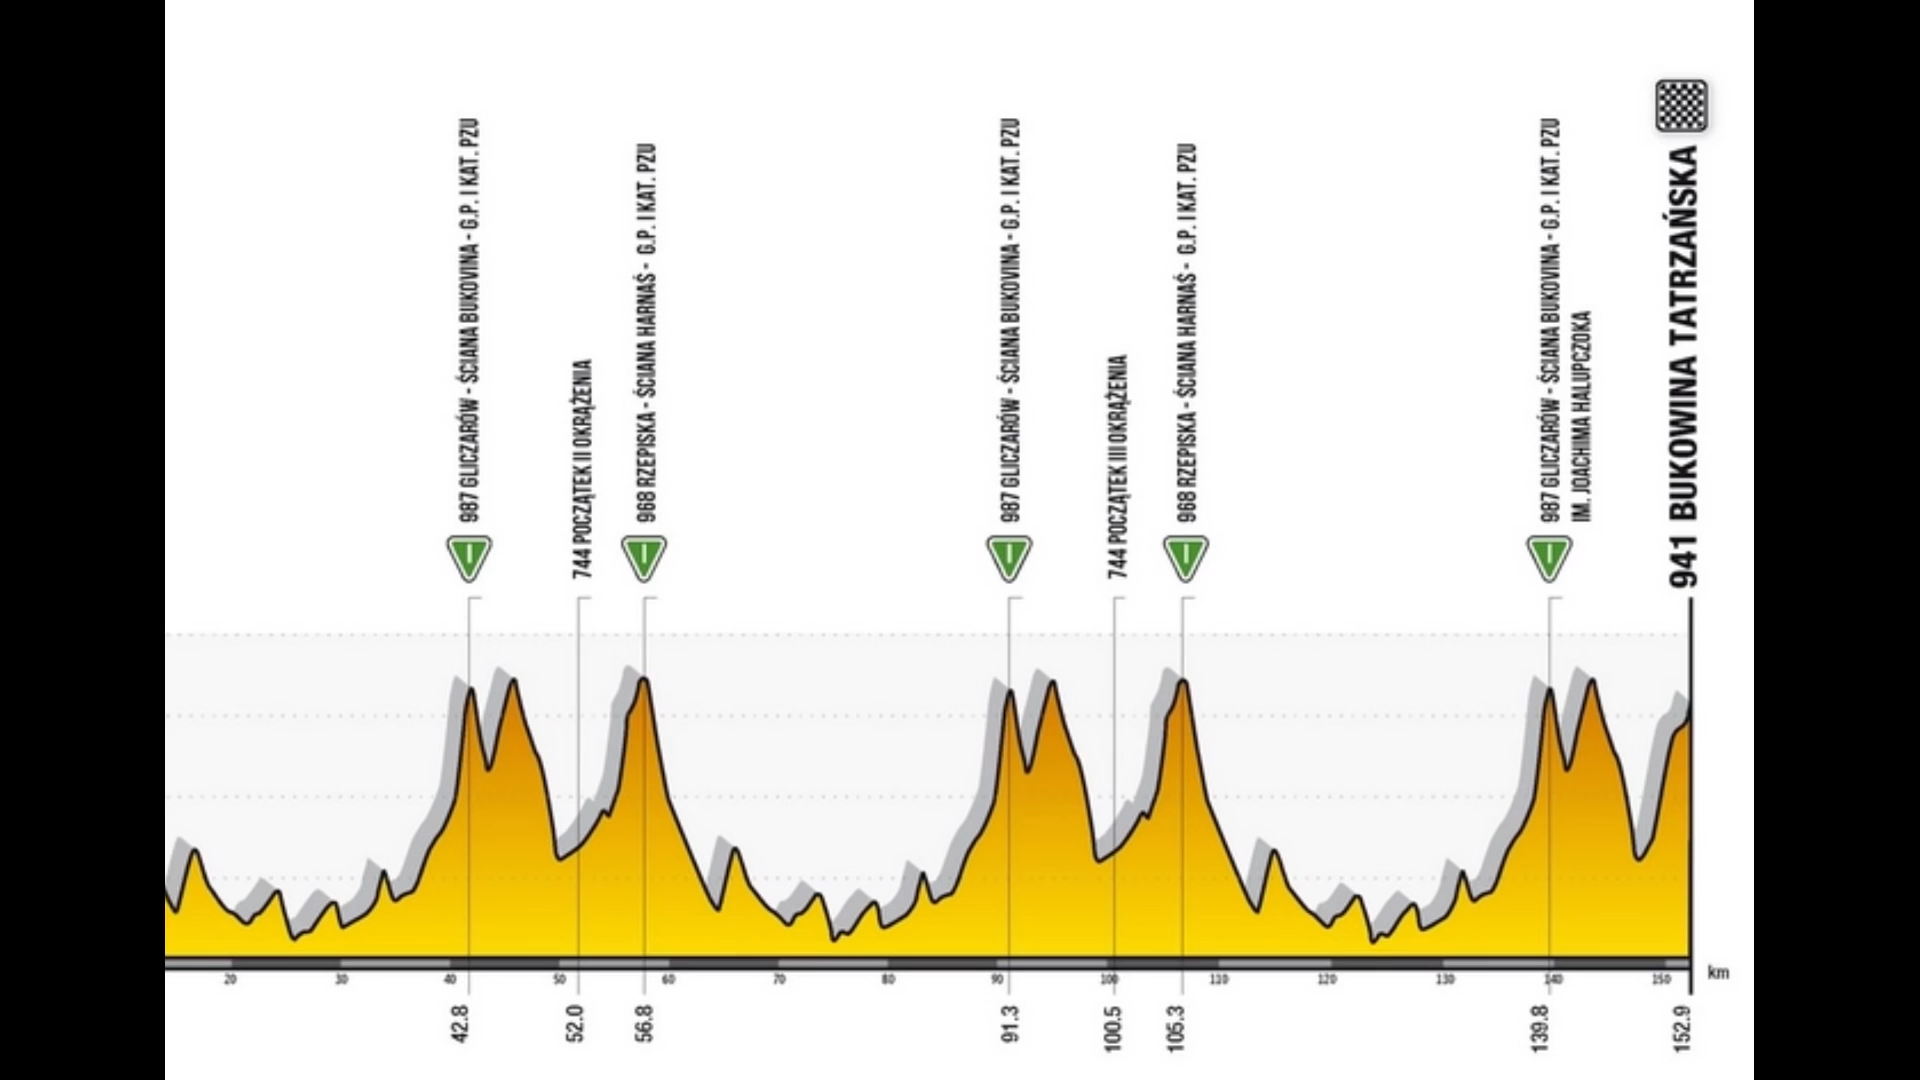 987 GLICZARÓW - ŚCIANA BUKOVINA - G.P. I KAT. PZU
744 POCZĄTEK II OKRĄŻENIA
968 RZEPISKA - ŚCIANA HARNAŚ - G.P. I KAT. PZU
987 GLICZARÓW - ŚCIANA BUKOVINA - G.P. I KAT. PZU
744 POCZĄTEK III OKRĄŻENIA
968 RZEPISKA - ŚCIANA HARNAŚ - G.P. I KAT. PZU
987 GLICZARÓW - ŚCIANA BUKOVINA - G.P. I KAT. PZU
IM. JOACHIMA HALUPCZOKA
941 BUKOWINA TATRZAŃSKA
I I I I I
20 30 40 50 60 70 80 90 100 110 120 130 140 150 km
42.8 52.0 56.8 91.3 100.5 105.3 139.8 152.9